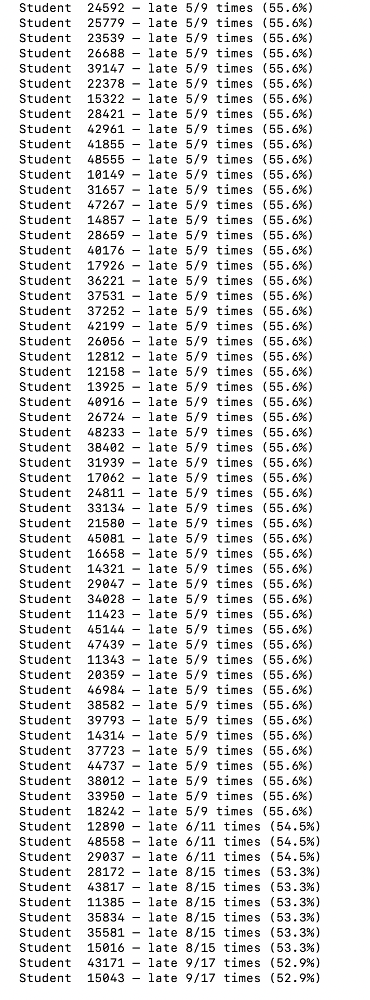 Student  24592 – late 5/9 times (55.6%)
Student  25779 – late 5/9 times (55.6%)
Student  23539 – late 5/9 times (55.6%)
Student  26688 – late 5/9 times (55.6%)
Student  39147 – late 5/9 times (55.6%)
Student  22378 – late 5/9 times (55.6%)
Student  15322 – late 5/9 times (55.6%)
Student  28421 – late 5/9 times (55.6%)
Student  42961 – late 5/9 times (55.6%)
Student  41855 – late 5/9 times (55.6%)
Student  48555 – late 5/9 times (55.6%)
Student  10149 – late 5/9 times (55.6%)
Student  31657 – late 5/9 times (55.6%)
Student  47267 – late 5/9 times (55.6%)
Student  14857 – late 5/9 times (55.6%)
Student  28659 – late 5/9 times (55.6%)
Student  40176 – late 5/9 times (55.6%)
Student  17926 – late 5/9 times (55.6%)
Student  36221 – late 5/9 times (55.6%)
Student  37531 – late 5/9 times (55.6%)
Student  37252 – late 5/9 times (55.6%)
Student  42199 – late 5/9 times (55.6%)
Student  26056 – late 5/9 times (55.6%)
Student  12812 – late 5/9 times (55.6%)
Student  12158 – late 5/9 times (55.6%)
Student  13925 – late 5/9 times (55.6%)
Student  40916 – late 5/9 times (55.6%)
Student  26724 – late 5/9 times (55.6%)
Student  48233 – late 5/9 times (55.6%)
Student  38402 – late 5/9 times (55.6%)
Student  31939 – late 5/9 times (55.6%)
Student  17062 – late 5/9 times (55.6%)
Student  24811 – late 5/9 times (55.6%)
Student  33134 – late 5/9 times (55.6%)
Student  21580 – late 5/9 times (55.6%)
Student  45081 – late 5/9 times (55.6%)
Student  16658 – late 5/9 times (55.6%)
Student  14321 – late 5/9 times (55.6%)
Student  29047 – late 5/9 times (55.6%)
Student  34028 – late 5/9 times (55.6%)
Student  11423 – late 5/9 times (55.6%)
Student  45144 – late 5/9 times (55.6%)
Student  47439 – late 5/9 times (55.6%)
Student  11343 – late 5/9 times (55.6%)
Student  20359 – late 5/9 times (55.6%)
Student  46984 – late 5/9 times (55.6%)
Student  38582 – late 5/9 times (55.6%)
Student  39793 – late 5/9 times (55.6%)
Student  14314 – late 5/9 times (55.6%)
Student  37723 – late 5/9 times (55.6%)
Student  44737 – late 5/9 times (55.6%)
Student  38012 – late 5/9 times (55.6%)
Student  33950 – late 5/9 times (55.6%)
Student  18242 – late 5/9 times (55.6%)
Student  12890 – late 6/11 times (54.5%)
Student  48558 – late 6/11 times (54.5%)
Student  29037 – late 6/11 times (54.5%)
Student  28172 – late 8/15 times (53.3%)
Student  43817 – late 8/15 times (53.3%)
Student  11385 – late 8/15 times (53.3%)
Student  35834 – late 8/15 times (53.3%)
Student  35581 – late 8/15 times (53.3%)
Student  15016 – late 8/15 times (53.3%)
Student  43171 – late 9/17 times (52.9%)
Student  15043 – late 9/17 times (52.9%)